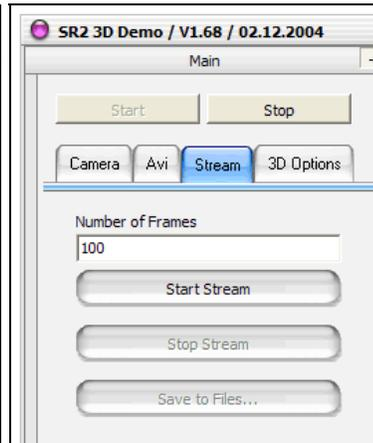 SR2 3D Demo / V1.68 / 02.12.2004
Main
Start Stop
Camera Avi Stream 3D Options
Number of Frames
100
Start Stream
Stop Stream
Save to Files...